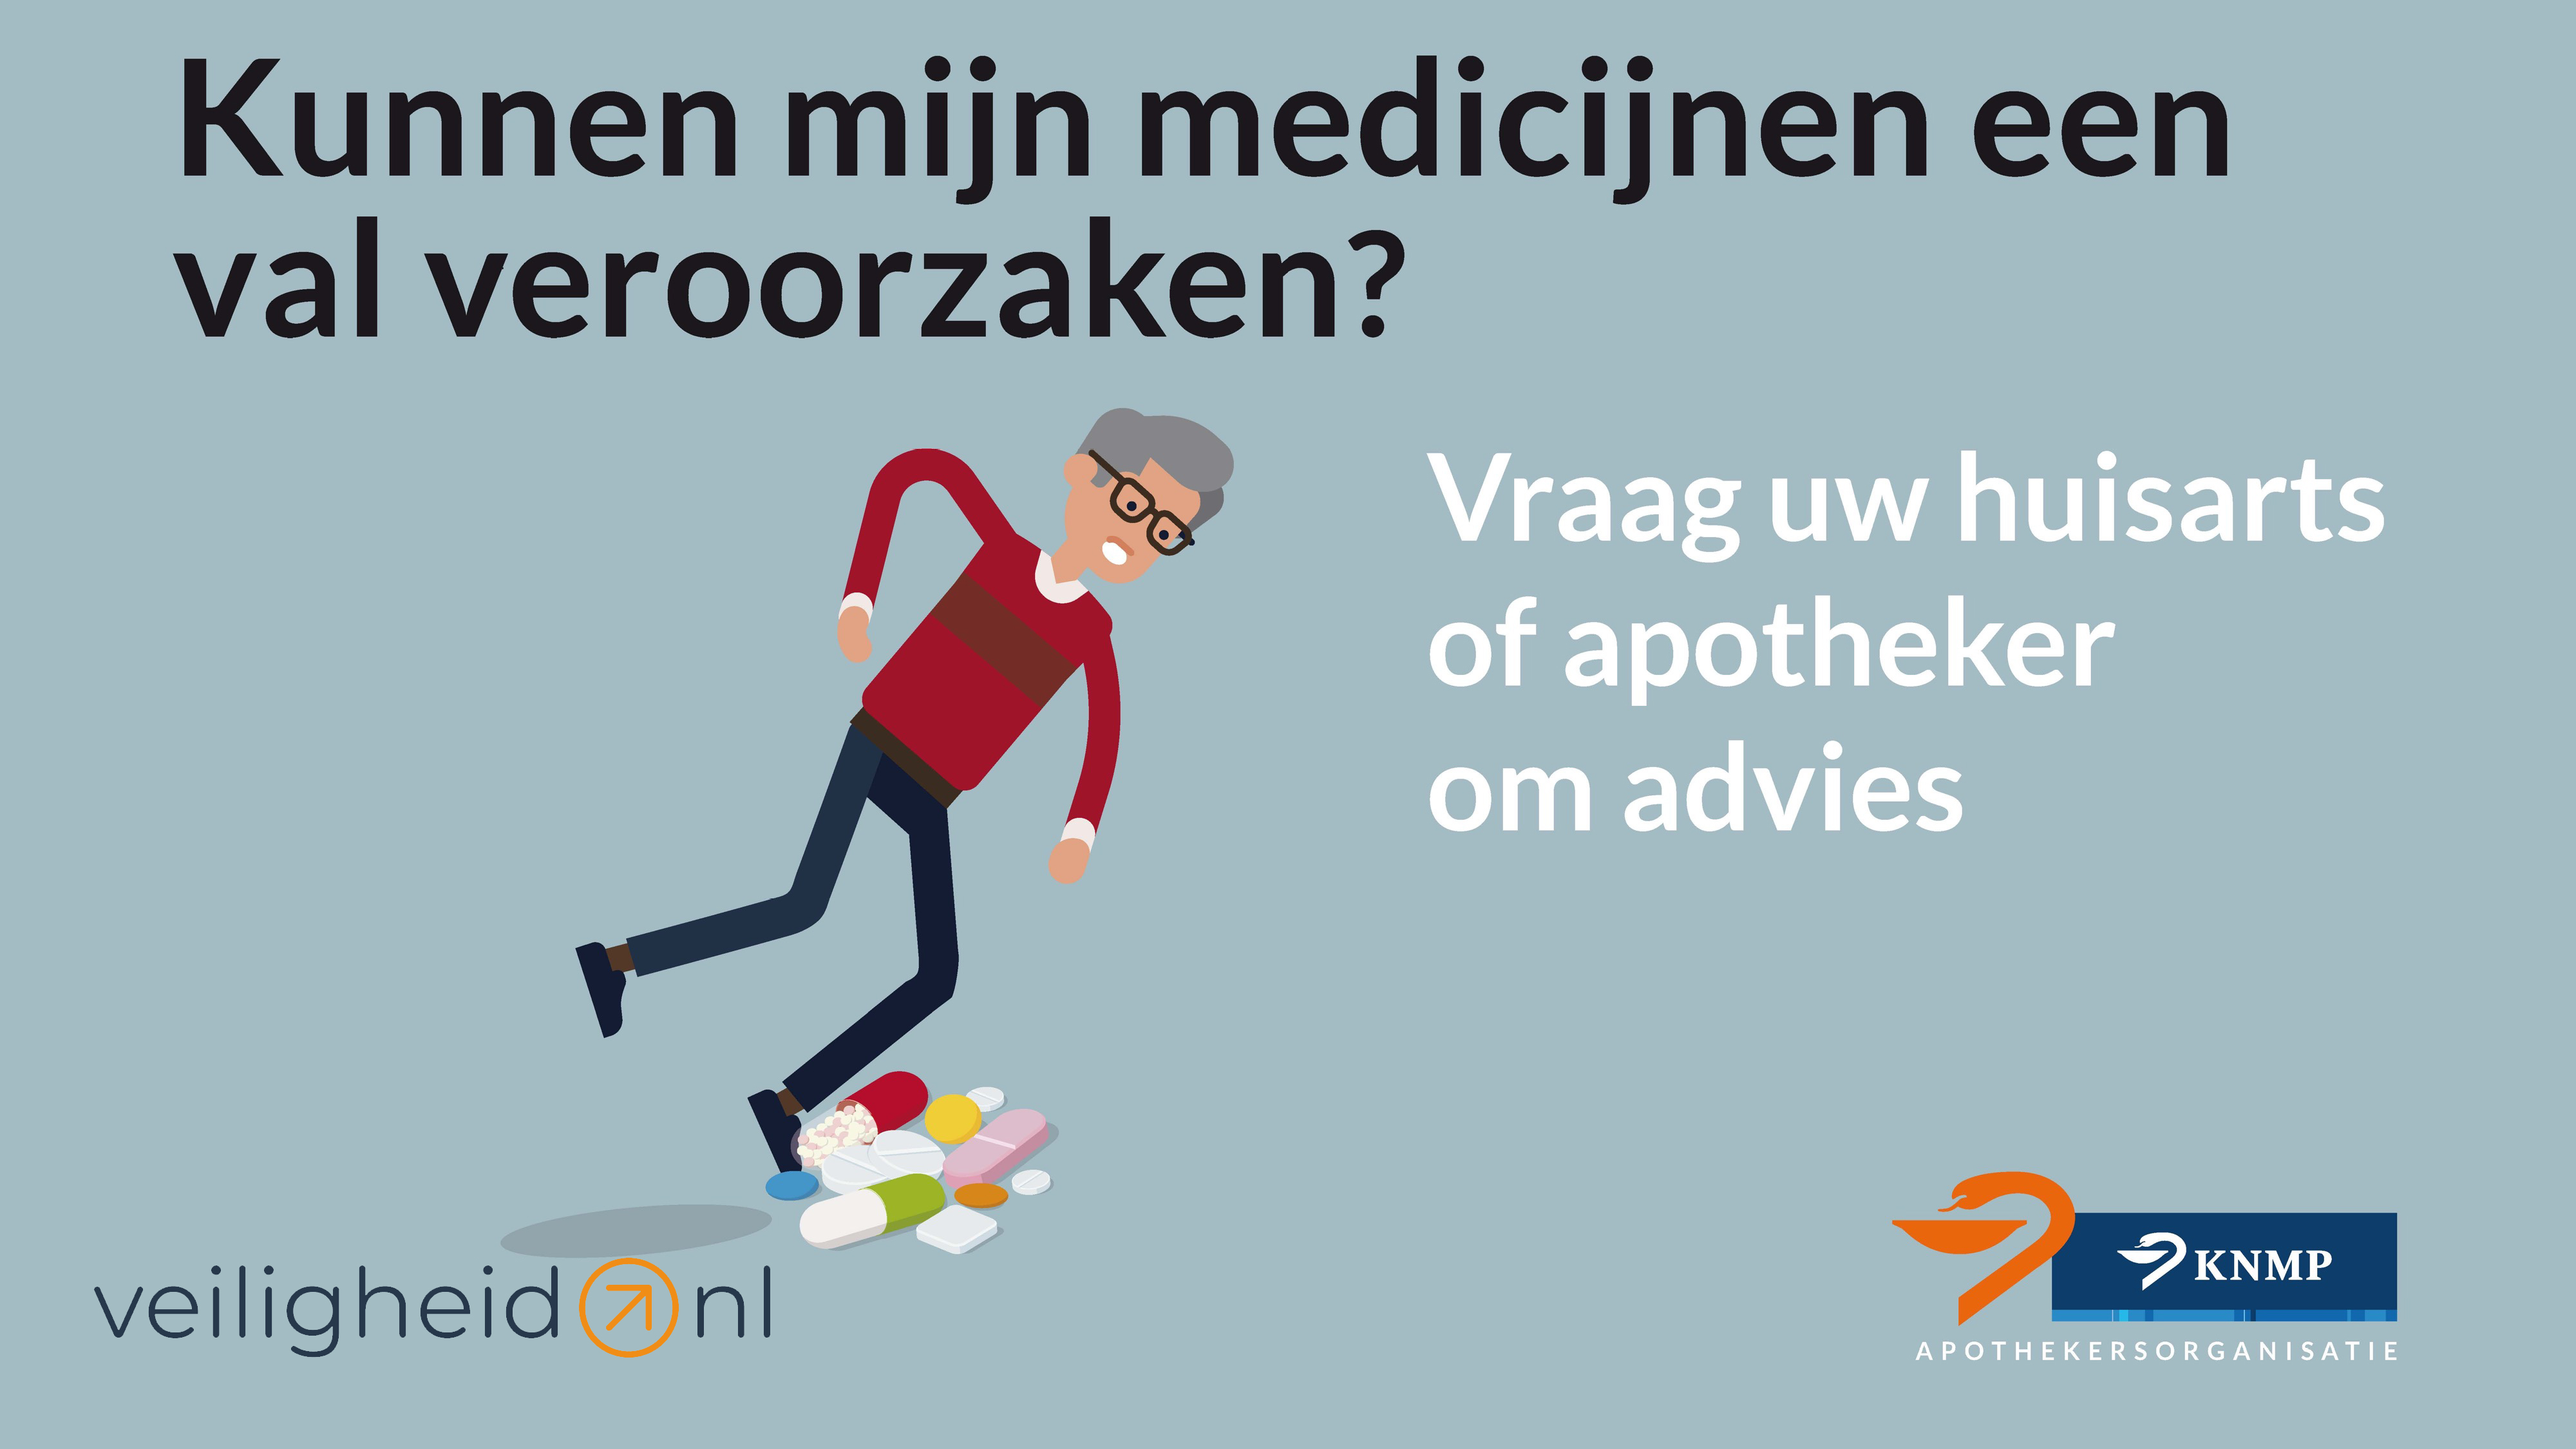 Kunnen mijn medicijnen een
val veroorzaken?
Vraag uw huisarts
of apotheker
om advies
veiligheid nl
KNMP
APOTHEKERSORGANISATIE